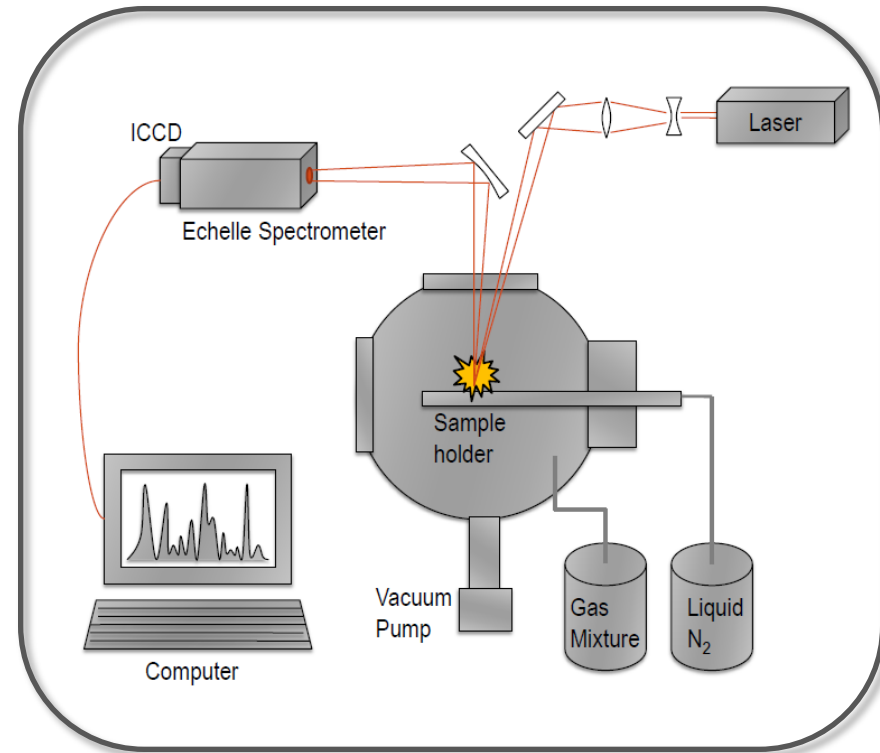 ICCD
Laser
Echelle Spectrometer
Sample
holder
Vacuum
Pump
Gas
Mixture
Liquid
N₂
Computer